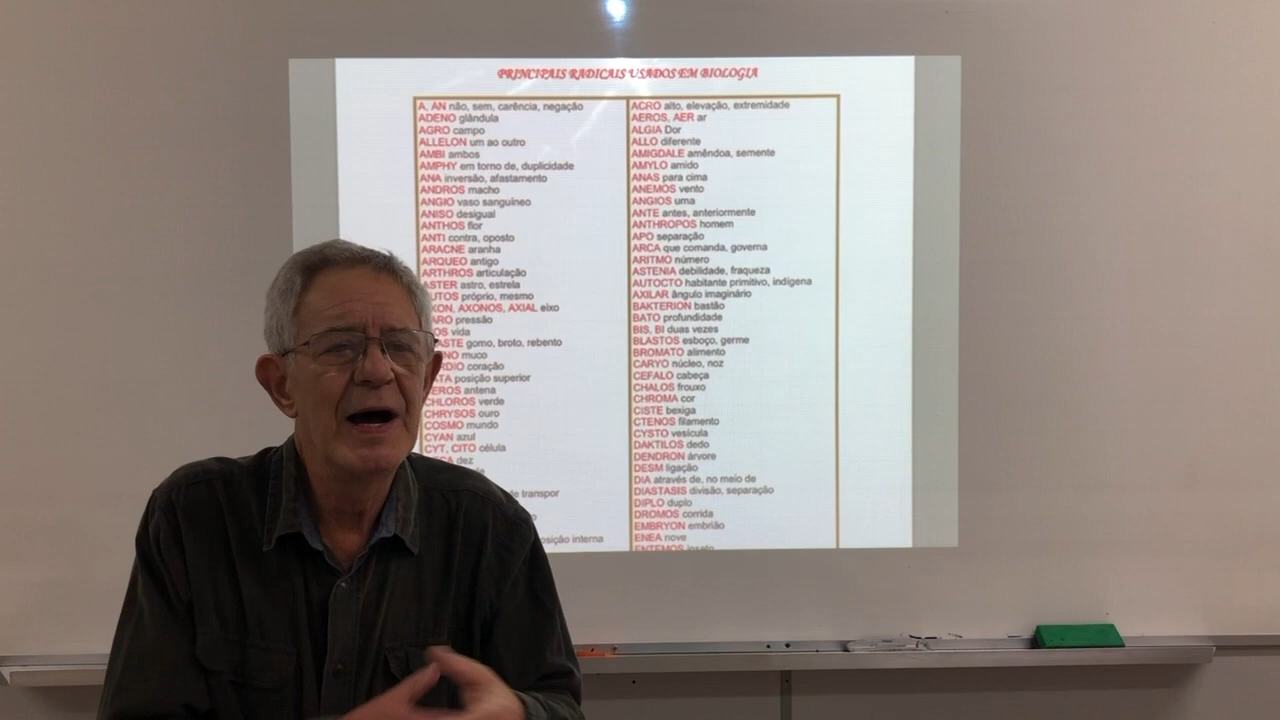 PRINCIPAIS RADICAIS USADOS EM BIOLOGIA
A, AN não, sem, carência, negação
ADENO glândula
AGRO campo
ALLELON um ao outro
AMBI ambos
AMPHY em torno de, duplicidade
ANA inversão, afastamento
ANDROS macho
ANGIO vaso sanguíneo
ANISO desigual
ANTHOS flor
ANTI contra, oposto
ARACNE aranha
ARQUEO antigo
ARTHROS articulação
ASTER astro, estrela
AUTOS próprio, mesmo
AXON, AXONOS, AXIAL eixo
pressão
vida
gomo, broto, rebento
muco
coração
posição superior
antena
CHLOROS verde
CHRYSOS ouro
COSMO mundo
CYAN azul
CYT, CITO célula
dez
de transpor
posição interna
ACRO alto, elevação, extremidade
AEROS, AER ar
ALGIA Dor
ALLO diferente
AMIGDALE amêndoa, semente
AMYLO amido
ANAS para cima
ANEMOS vento
ANGIOS urna
ANTE antes, anteriormente
ANTHROPOS homem
APO separação
ARCA que comanda, governa
ARITMO número
ASTENIA debilidade, fraqueza
AUTOCTO habitante primitivo, indígena
AXILAR ângulo imaginário
BAKTERION bastão
BATO profundidade
BIS, BI duas vezes
BLASTOS esboço, germe
BROMATO alimento
CARYO núcleo, noz
CEFALO cabeça
CHALOS frouxo
CHROMA cor
CISTE bexiga
CTENOS filamento
CYSTO vesícula
DAKTILOS dedo
DENDRON árvore
DESM ligação
DIA através de, no meio de
DIASTASIS divisão, separação
DIPLO duplo
DROMOS corrida
EMBRYON embrião
ENEA nove
ENTEMOS inseto